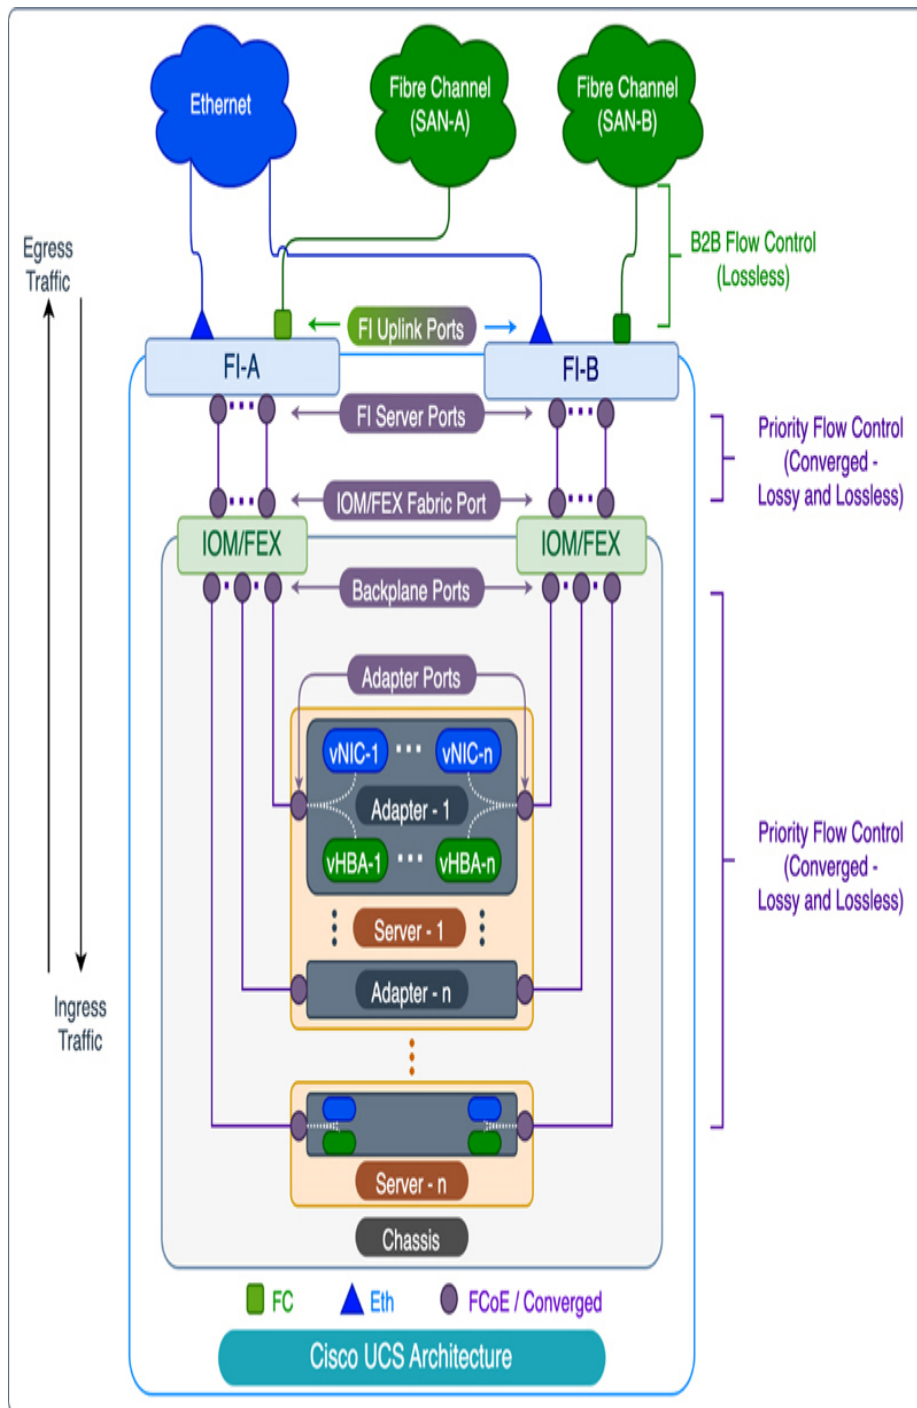 Ethernet
Fibre Channel
(SAN-A)
Fibre Channel
(SAN-B)
B2B Flow Control
(Lossless)
Egress
Traffic
FI Uplink Ports
FI-A
FI-B
FI Server Ports
Priority Flow Control
(Converged -
Lossy and Lossless)
IOM/FEX Fabric Port
IOM/FEX
IOM/FEX
Backplane Ports
Adapter Ports
vNIC-1
vNIC-n
Adapter - 1
vHBA-1
vHBA-n
Priority Flow Control
(Converged -
Lossy and Lossless)
Server - 1
Adapter - n
Ingress
Traffic
Server - n
Chassis
FC
Eth
FCoE / Converged
Cisco UCS Architecture